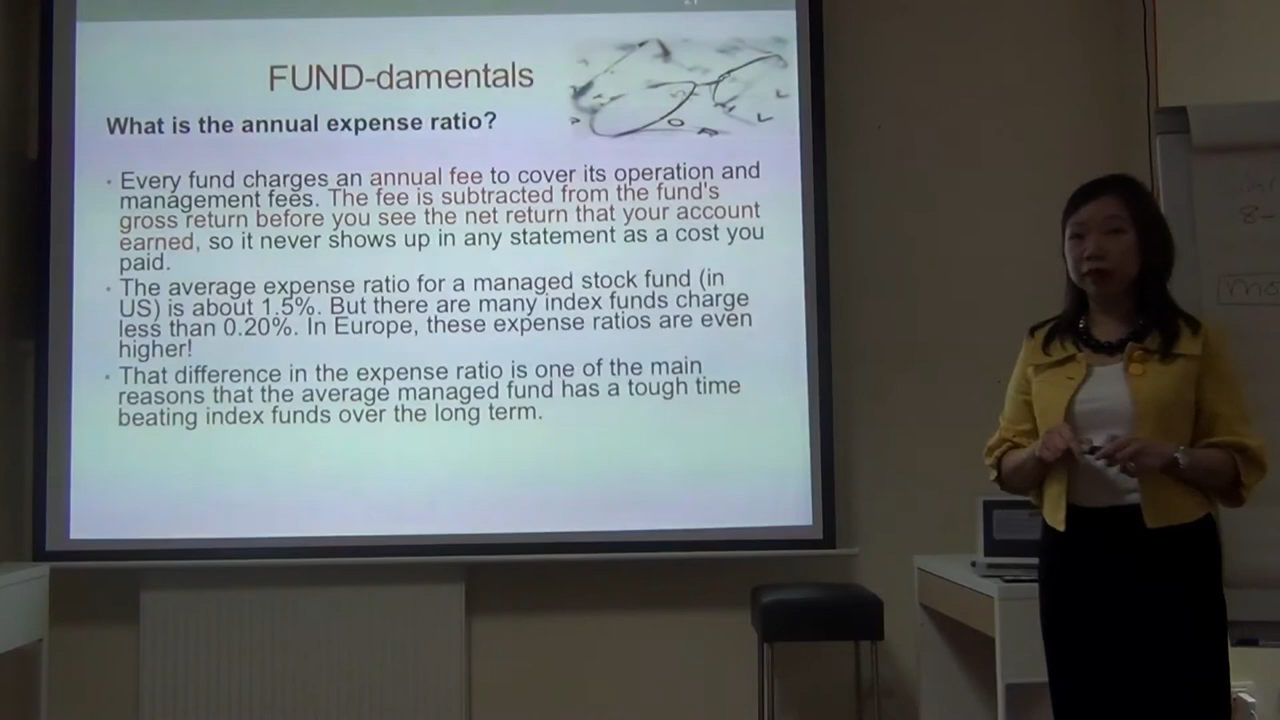 FUND-damentals
What is the annual expense ratio?
· Every fund charges an annual fee to cover its operation and
management fees. The fee is subtracted from the fund's
gross return before you see the net return that your account
earned, so it never shows up in any statement as a cost you
paid.
· The average expense ratio for a managed stock fund (in
US) is about 1.5%. But there are many index funds charge
less than 0.20%. In Europe, these expense ratios are even
higher!
· That difference in the expense ratio is one of the main
reasons that the average managed fund has a tough time
beating index funds over the long term.
8-